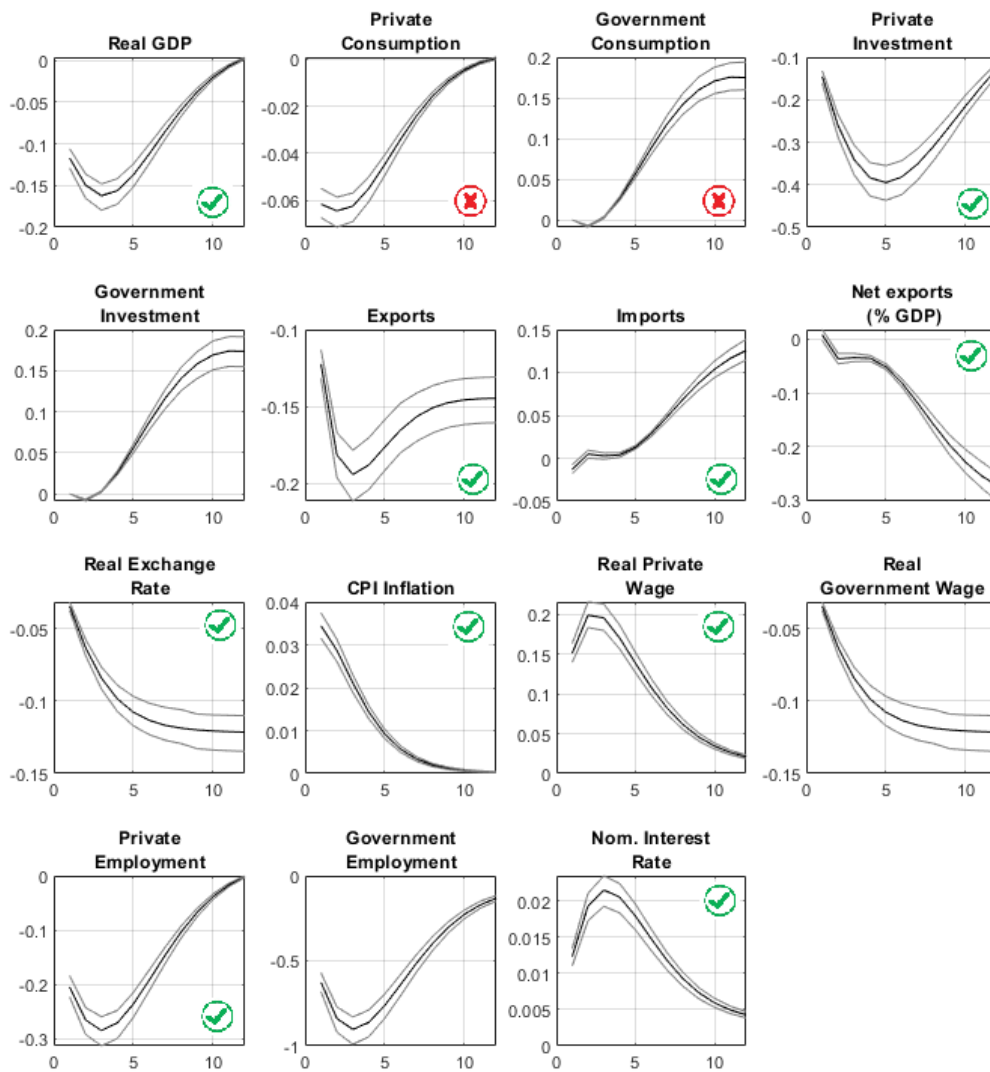 Real GDP
0
-0.05
-0.1
-0.15
-0.2
0 5 10
Private
Consumption
0
-0.02
-0.04
-0.06
0 5 10
Government
Consumption
0.2
0.15
0.1
0.05
0
0 5 10
Private
Investment
-0.1
-0.2
-0.3
-0.4
-0.5
0 5 10
Government
Investment
0.2
0.15
0.1
0.05
0
0 5 10
Exports
-0.1
-0.15
-0.2
0 5 10
Imports
0.15
0.1
0.05
0
-0.05
0 5 10
Net exports
(% GDP)
0
-0.1
-0.2
-0.3
0 5 10
Real Exchange
Rate
-0.05
-0.1
-0.15
0 5 10
CPI Inflation
0.04
0.03
0.02
0.01
0
0 5 10
Real Private
Wage
0.2
0.15
0.1
0.05
0
0 5 10
Real
Government Wage
-0.05
-0.1
-0.15
0 5 10
Private
Employment
0
-0.1
-0.2
-0.3
0 5 10
Government
Employment
0
-0.5
-1
0 5 10
Nom. Interest
Rate
0.02
0.015
0.01
0.005
0
0 5 10